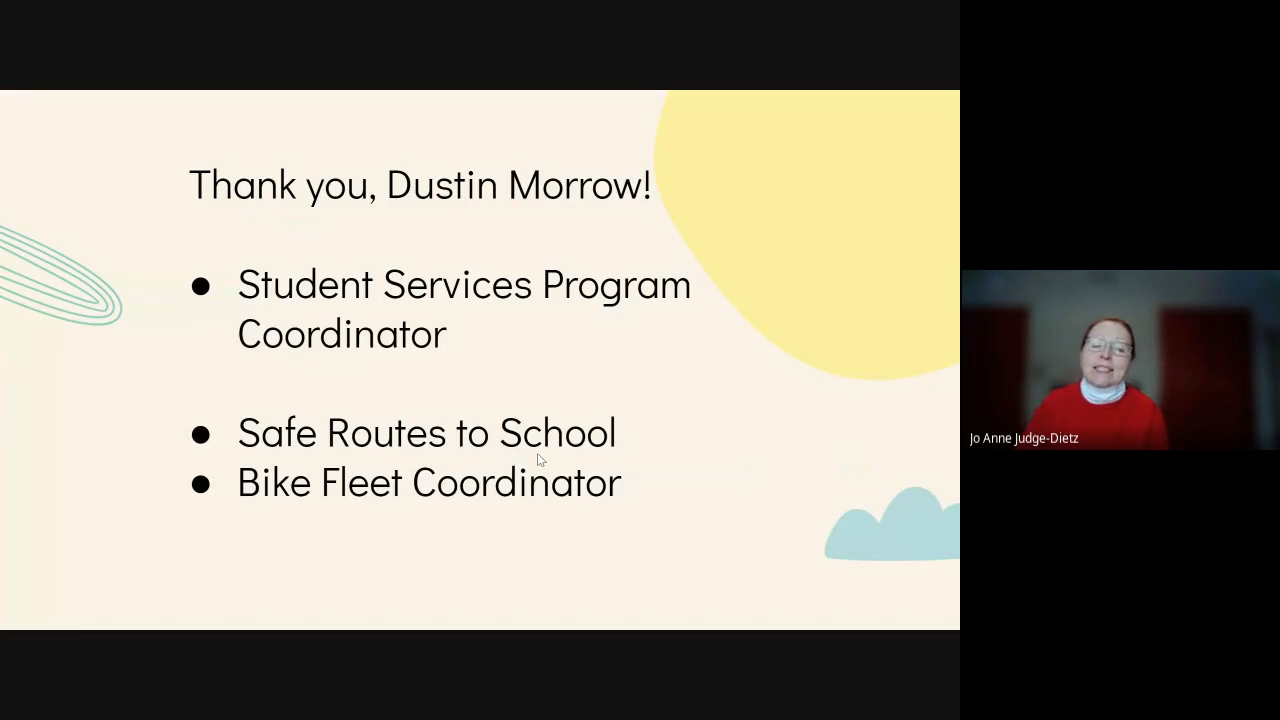 Thank you, Dustin Morrow!
● Student Services Program
Coordinator
● Safe Routes to School
● Bike Fleet Coordinator
Jo Anne Judge-Dietz